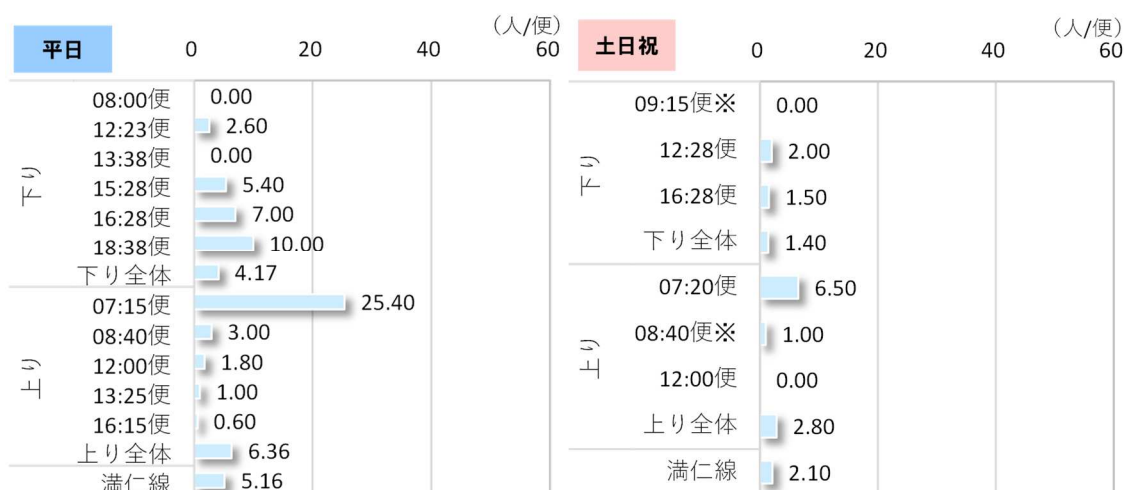 平日
(人/便)
0 20 40 60
下り
08:00便 0.00
12:23便 2.60
13:38便 0.00
15:28便 5.40
16:28便 7.00
18:38便 10.00
下り全体 4.17
上り
07:15便 25.40
08:40便 3.00
12:00便 1.80
13:25便 1.00
16:15便 0.60
上り全体 6.36
満仁線 5.16
土日祝
(人/便)
0 20 40 60
下り
09:15便※ 0.00
12:28便 2.00
16:28便 1.50
下り全体 1.40
上り
07:20便 6.50
08:40便※ 1.00
12:00便 0.00
上り全体 2.80
満仁線 2.10